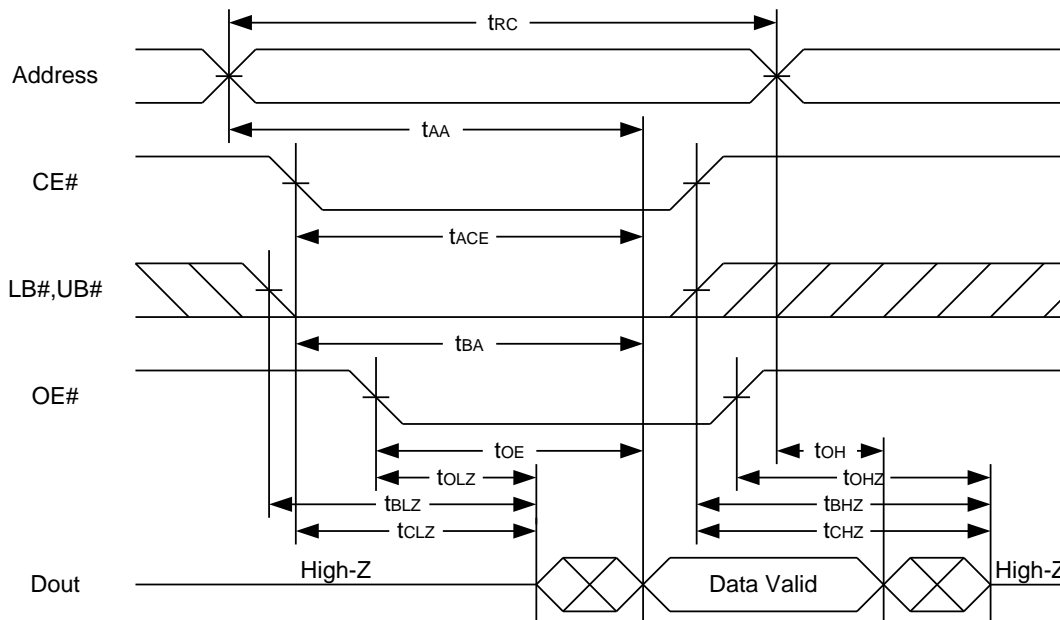 tRC
Address
tAA
CE#
tACE
LB#,UB#
tBA
OE#
tOE
tOH
tOLZ
tOHZ
tBLZ
tBHZ
tCLZ
tCHZ
Dout
High-Z
Data Valid
High-Z